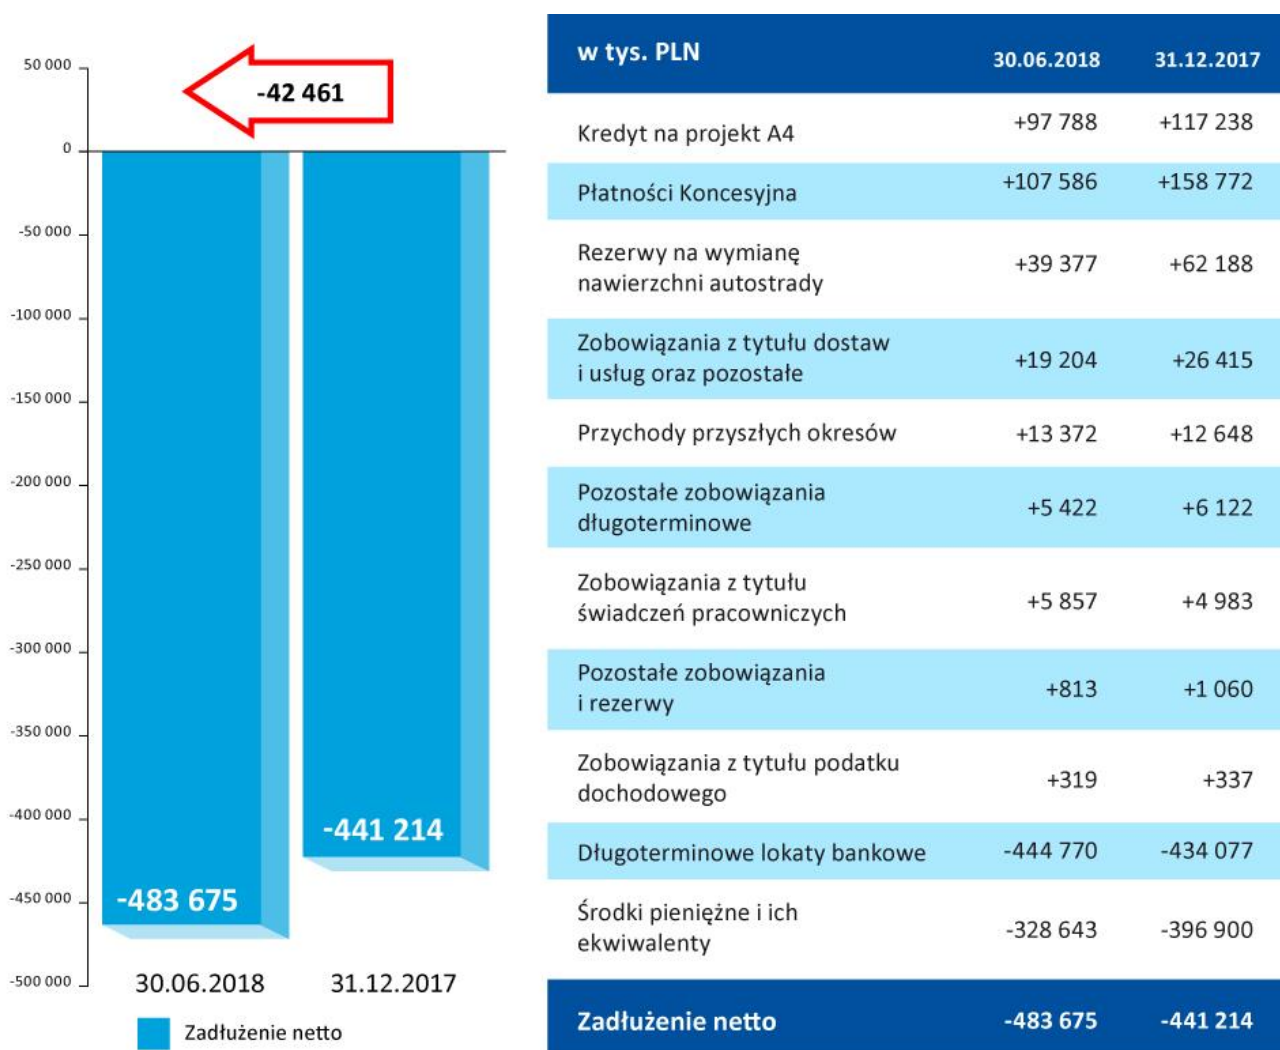 50 000
0
-50 000
-100 000
-150 000
-200 000
-250 000
-300 000
-350 000
-400 000
-450 000
-500 000
-42 461
-483 675
-441 214
30.06.2018 31.12.2017
Zadłużenie netto
w tys. PLN 30.06.2018 31.12.2017
Kredyt na projekt A4 +97 788 +117 238
Płatności Koncesyjna +107 586 +158 772
Rezerwy na wymianę
nawierzchni autostrady +39 377 +62 188
Zobowiązania z tytułu dostaw
i usług oraz pozostałe +19 204 +26 415
Przychody przyszłych okresów +13 372 +12 648
Pozostałe zobowiązania
długoterminowe +5 422 +6 122
Zobowiązania z tytułu
świadczeń pracowniczych +5 857 +4 983
Pozostałe zobowiązania
i rezerwy +813 +1 060
Zobowiązania z tytułu podatku
dochodowego +319 +337
Długoterminowe lokaty bankowe -444 770 -434 077
Środki pieniężne i ich
ekwiwalenty -328 643 -396 900
Zadłużenie netto -483 675 -441 214